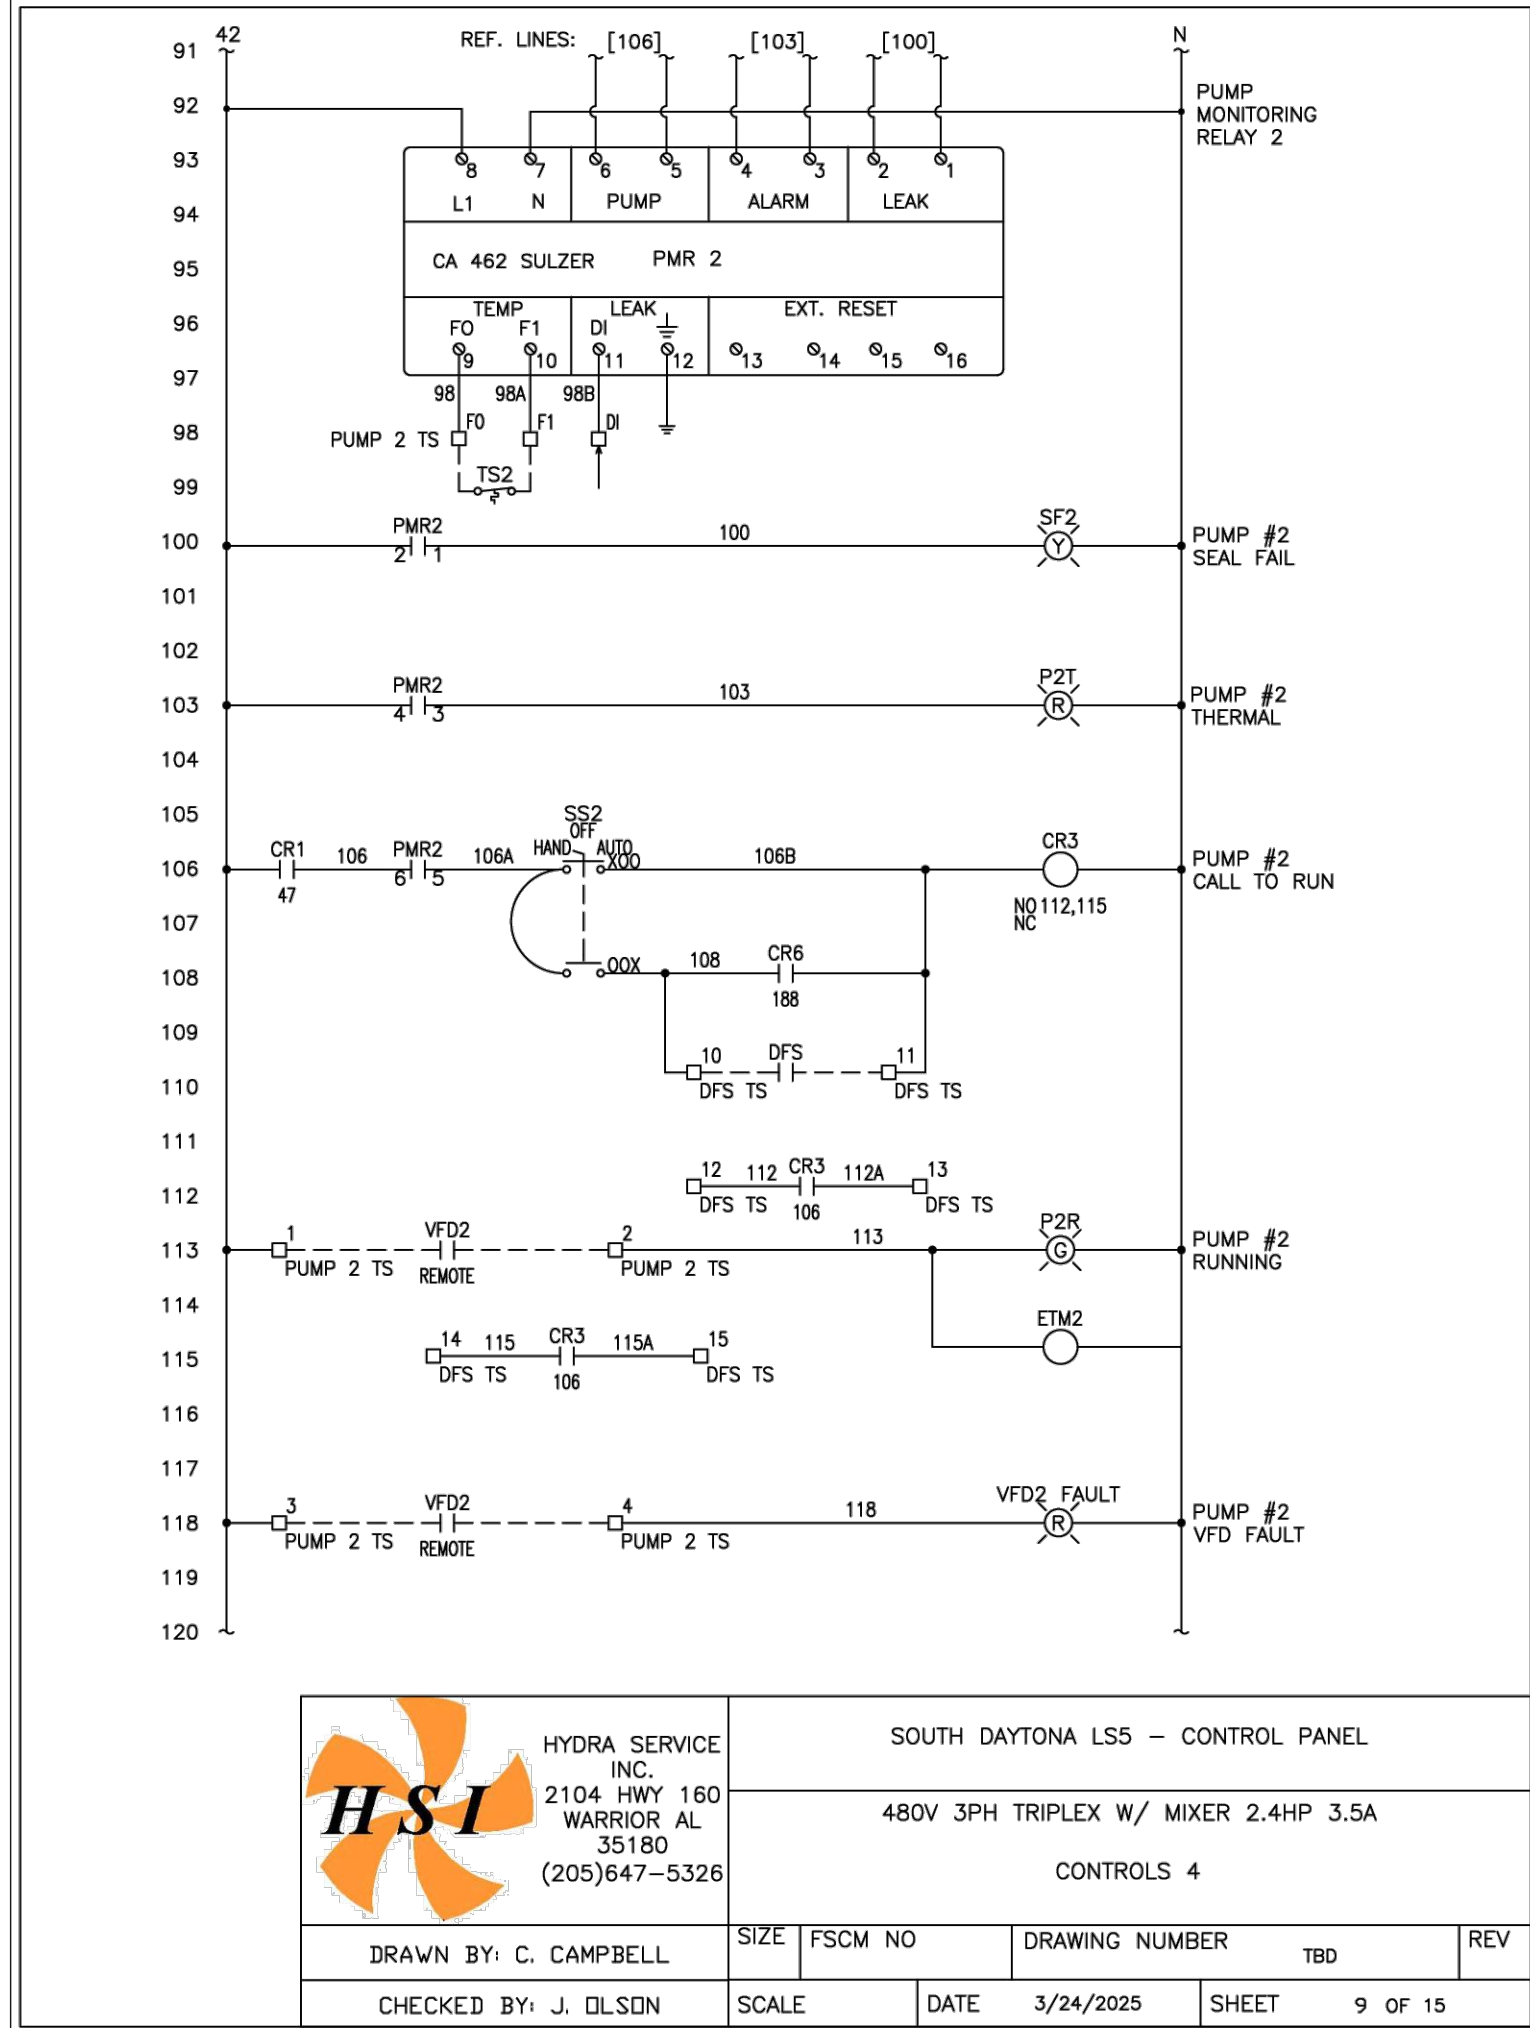 42
REF. LINES: [106] [103] [100]
N
91
92
PUMP
MONITORING
RELAY 2
93
8 7 6 5 4 3 2 1
94
L1 N PUMP ALARM LEAK
95
CA 462 SULZER PMR 2
96
TEMP LEAK EXT. RESET
FO F1 DI
9 10 11 12 13 14 15 16
97
98 98A 98B
98
PUMP 2 TS F0 F1 DI
99
TS2
100
PMR2
2 1
100
SF2
Y
PUMP #2
SEAL FAIL
101
102
103
PMR2
4 3
103
P2T
R
PUMP #2
THERMAL
104
105
SS2
OFF
HAND AUTO
XOO
106
CR1
47
106
PMR2
6 5
106A
106B
CR3
NO 112,115
NC
PUMP #2
CALL TO RUN
107
108
OOX
108
CR6
188
109
110
10 DFS 11
DFS TS DFS TS
111
112
12 112 CR3 112A 13
DFS TS 106 DFS TS
113
1 VFD2 2
PUMP 2 TS REMOTE PUMP 2 TS
113
P2R
G
PUMP #2
RUNNING
114
ETM2
115
14 115 CR3 115A 15
DFS TS 106 DFS TS
116
117
118
3 VFD2 4
PUMP 2 TS REMOTE PUMP 2 TS
118
VFD2 FAULT
R
PUMP #2
VFD FAULT
119
120
HSI
HYDRA SERVICE
INC.
2104 HWY 160
WARRIOR AL
35180
(205)647-5326
SOUTH DAYTONA LS5 - CONTROL PANEL
480V 3PH TRIPLEX W/ MIXER 2.4HP 3.5A
CONTROLS 4
DRAWN BY: C. CAMPBELL
SIZE FSCM NO DRAWING NUMBER TBD REV
CHECKED BY: J. OLSON
SCALE DATE 3/24/2025 SHEET 9 OF 15